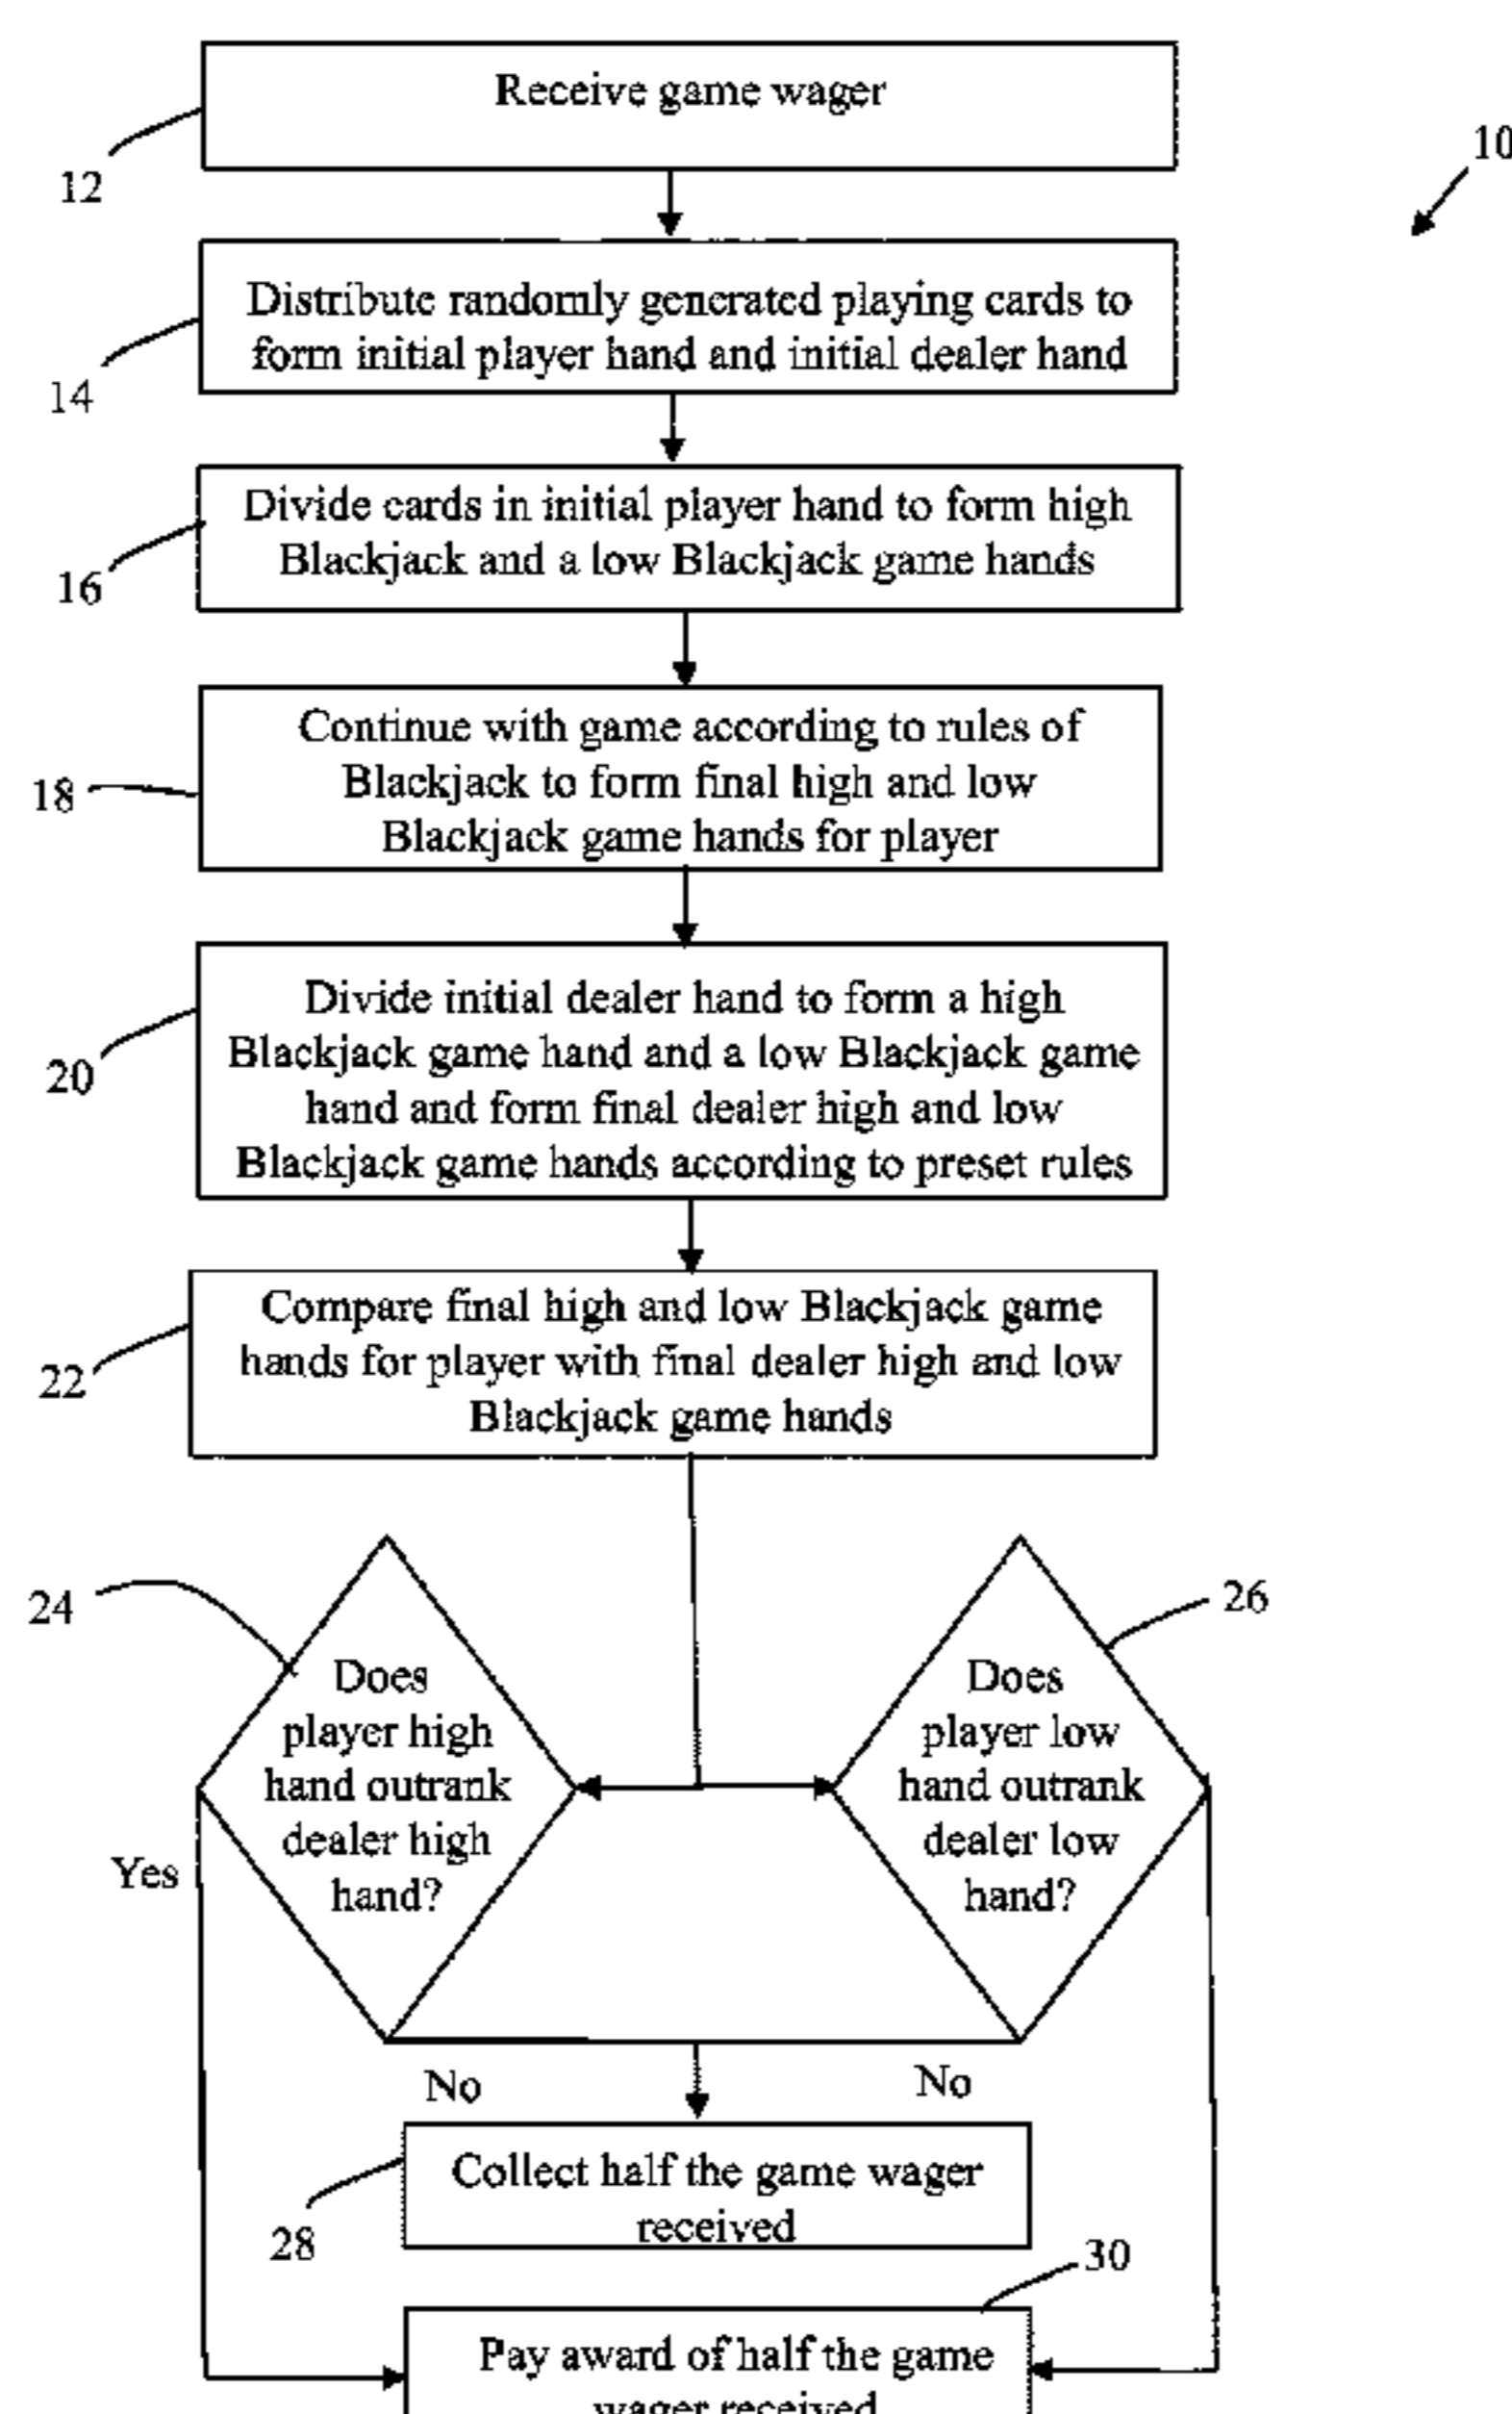 Receive game wager
12
10
Distribute randomly generated playing cards to
form initial player hand and initial dealer hand
14
Divide cards in initial player hand to form high
Blackjack and a low Blackjack game hands
16
Continue with game according to rules of
Blackjack to form final high and low
Blackjack game hands for player
18
Divide initial dealer hand to form a high
Blackjack game hand and a low Blackjack game
hand and form final dealer high and low
Blackjack game hands according to preset rules
20
Compare final high and low Blackjack game
hands for player with final dealer high and low
Blackjack game hands
22
24
Does
player high
hand outrank
dealer high
hand?
26
Does
player low
hand outrank
dealer low
hand?
Yes
No
No
Collect half the game wager
received
28
30
Pay award of half the game
wager received